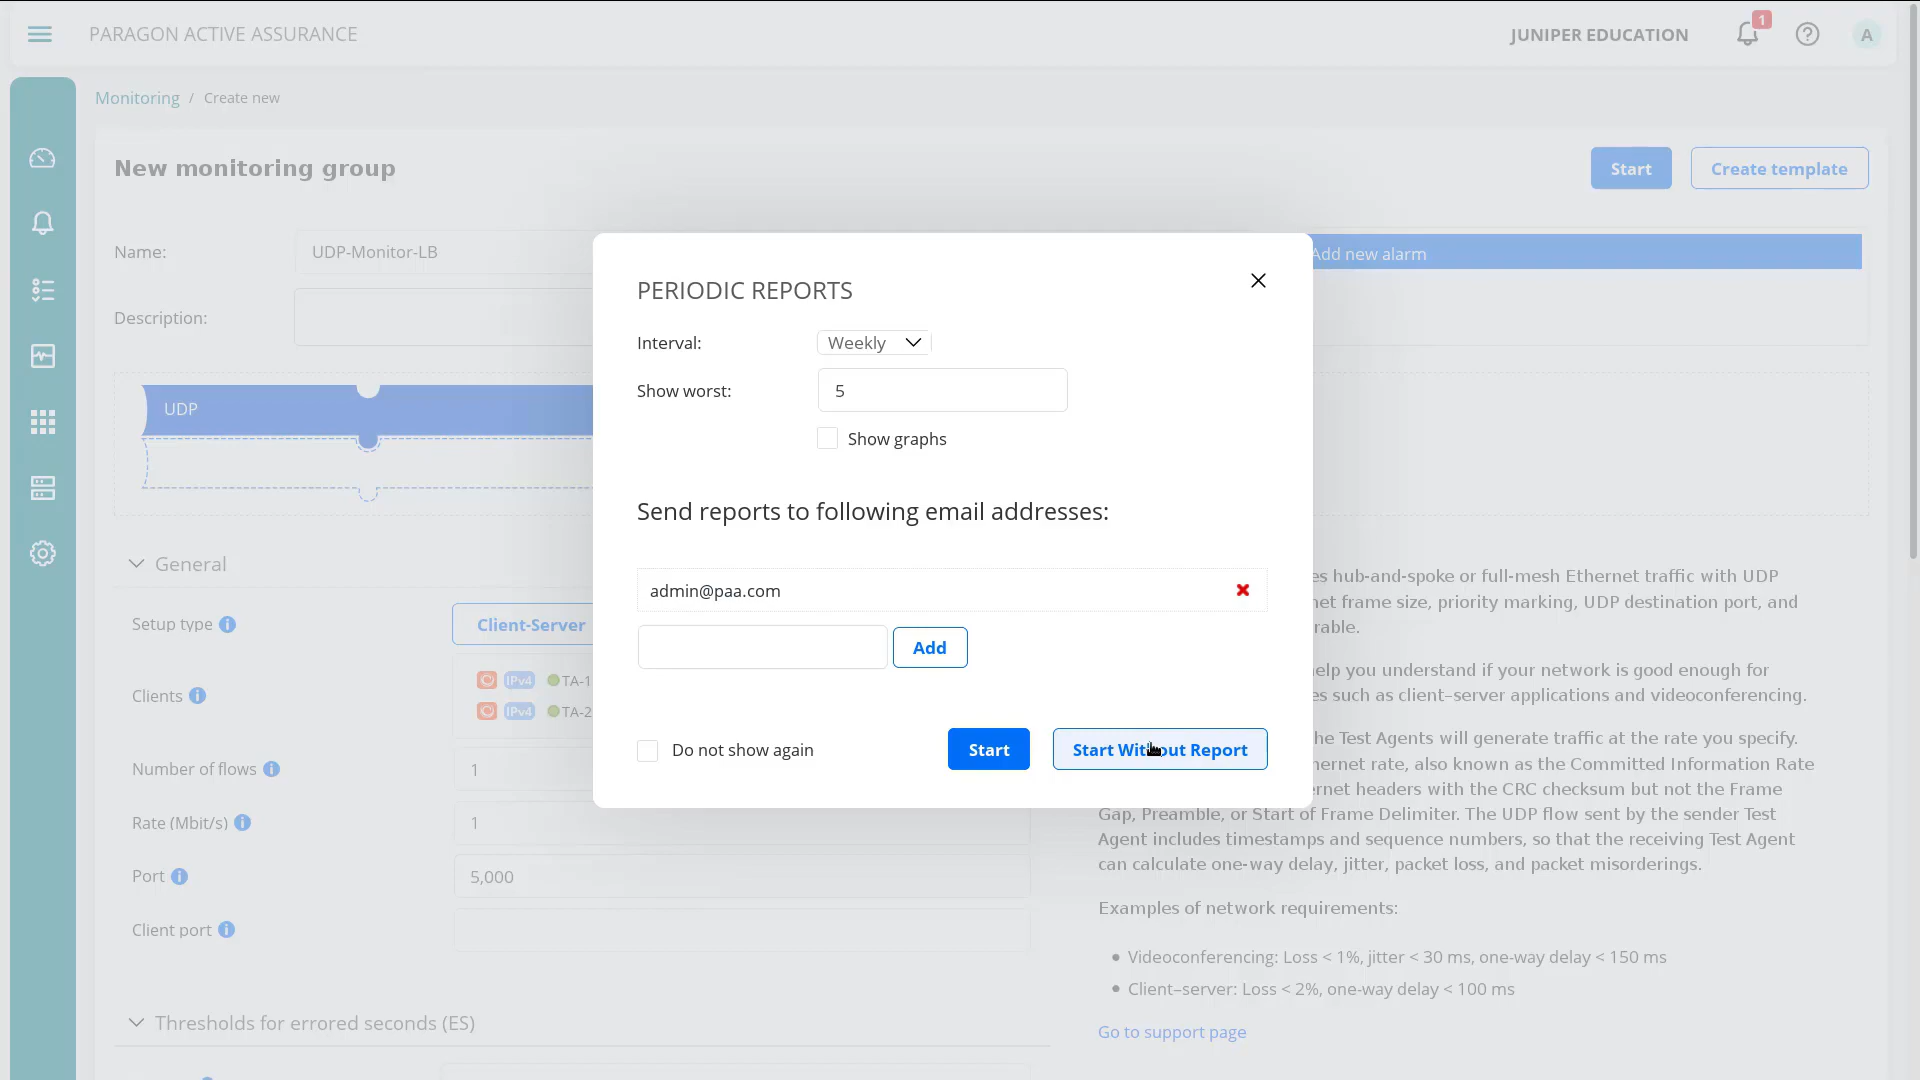 PARAGON ACTIVE ASSURANCE
JUNIPER EDUCATION
1
A
Monitoring / Create new
New monitoring group
Start
Create template
Name:
UDP-Monitor-LB
Add new alarm
Description:
UDP
General
Setup type
Client-Server
Clients
IPv4 TA-1
IPv4 TA-2
Number of flows
1
Rate (Mbit/s)
1
Port
5,000
Client port
Thresholds for errored seconds (ES)
PERIODIC REPORTS
Interval:
Weekly
Show worst:
5
Show graphs
Send reports to following email addresses:
admin@paa.com
Add
Do not show again
Start
Start Without Report
hub-and-spoke or full-mesh Ethernet traffic with UDP
frame size, priority marking, UDP destination port, and
you understand if your network is good enough for
such as client–server applications and videoconferencing.
Test Agents will generate traffic at the rate you specify.
rate, also known as the Committed Information Rate
headers with the CRC checksum but not the Frame
Gap, Preamble, or Start of Frame Delimiter. The UDP flow sent by the sender Test
Agent includes timestamps and sequence numbers, so that the receiving Test Agent
can calculate one-way delay, jitter, packet loss, and packet misorderings.
Examples of network requirements:
• Videoconferencing: Loss < 1%, jitter < 30 ms, one-way delay < 150 ms
• Client–server: Loss < 2%, one-way delay < 100 ms
Go to support page